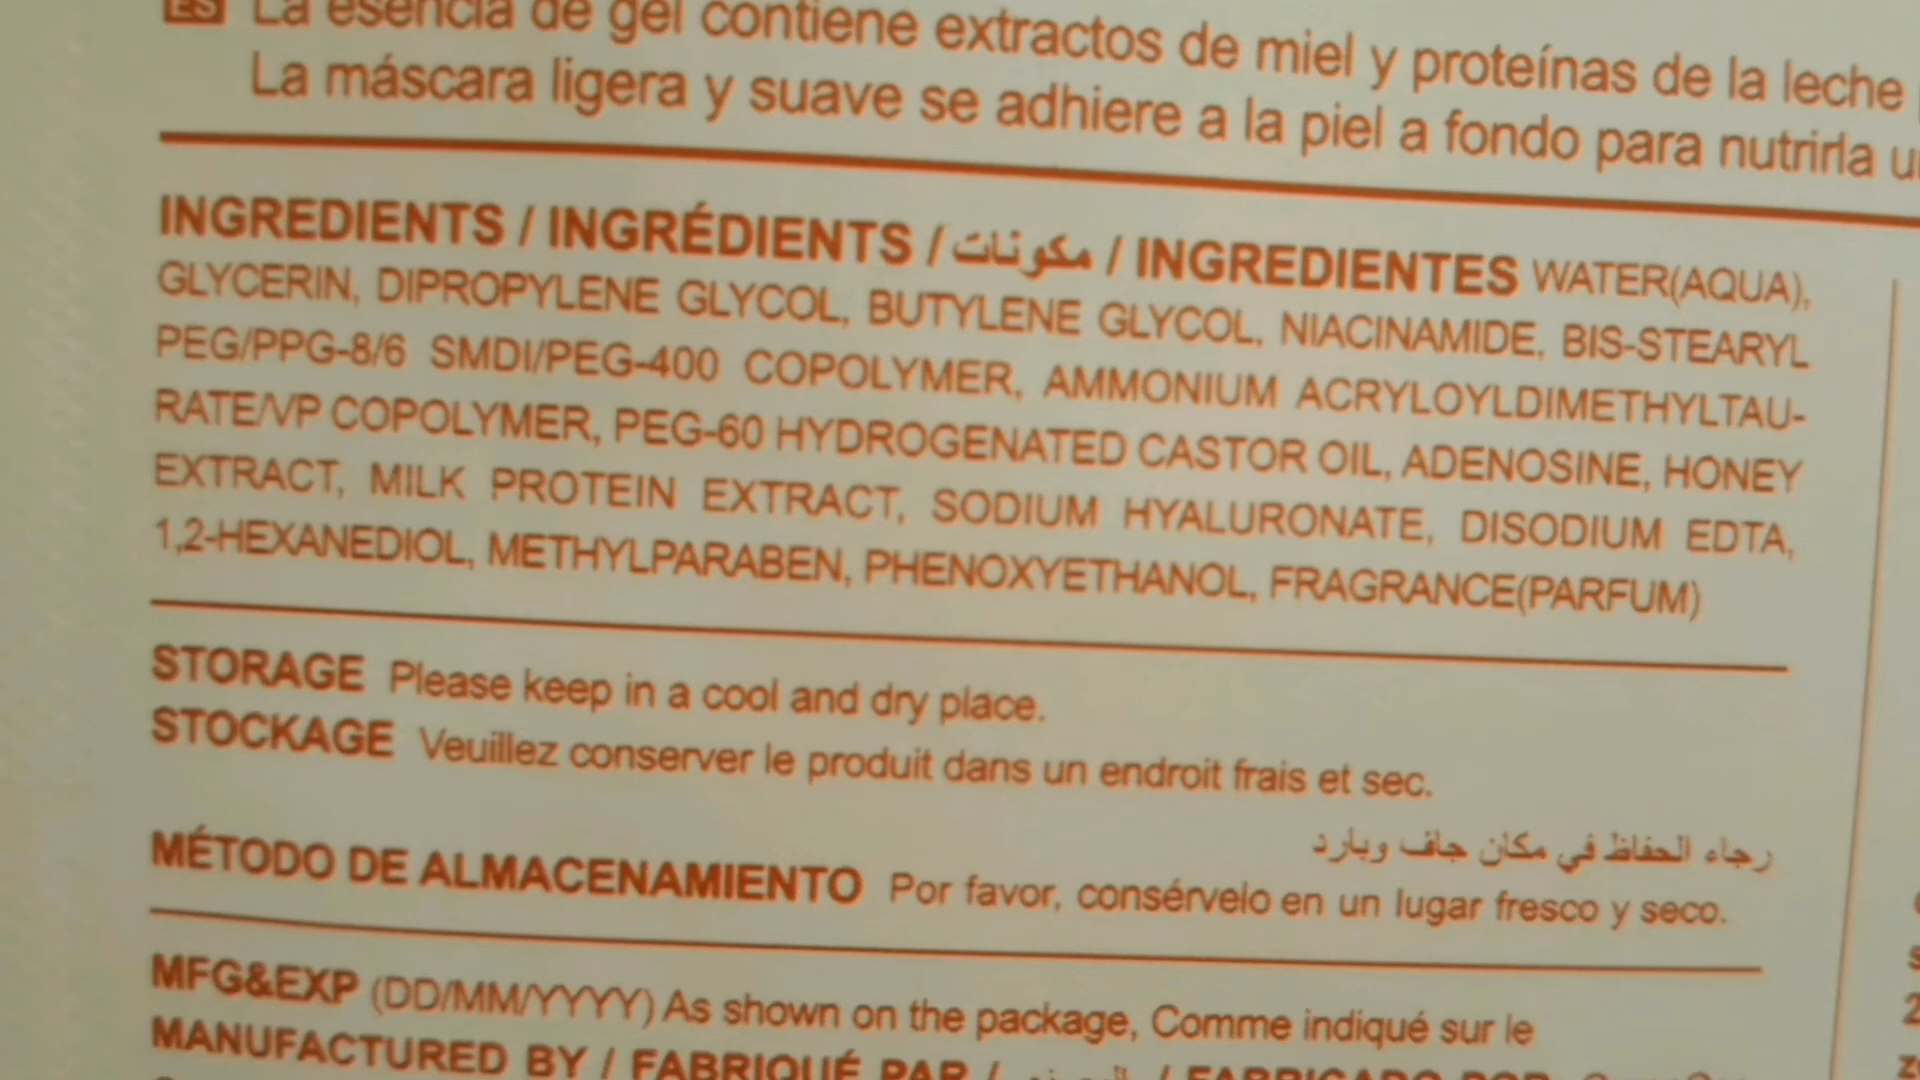 ES La esencia de gel contiene extractos de miel y proteínas de la leche
La máscara ligera y suave se adhiere a la piel a fondo para nutrirla
INGREDIENTS / INGRÉDIENTS / مكونات / INGREDIENTES WATER(AQUA),
GLYCERIN, DIPROPYLENE GLYCOL, BUTYLENE GLYCOL, NIACINAMIDE, BIS-STEARYL
PEG/PPG-8/6 SMDI/PEG-400 COPOLYMER, AMMONIUM ACRYLOYLDIMETHYLTAU-
RATE/VP COPOLYMER, PEG-60 HYDROGENATED CASTOR OIL, ADENOSINE, HONEY
EXTRACT, MILK PROTEIN EXTRACT, SODIUM HYALURONATE, DISODIUM EDTA,
1,2-HEXANEDIOL, METHYLPARABEN, PHENOXYETHANOL, FRAGRANCE(PARFUM)
STORAGE Please keep in a cool and dry place.
STOCKAGE Veuillez conserver le produit dans un endroit frais et sec.
رجاء الحفاظ في مكان جاف وبارد
MÉTODO DE ALMACENAMIENTO Por favor, consérvelo en un lugar fresco y seco.
MFG&EXP (DD/MM/YYYY) As shown on the package, Comme indiqué sur le
MANUFACTURED BY / FABRIQUÉ PAR / / FABRICADO POR